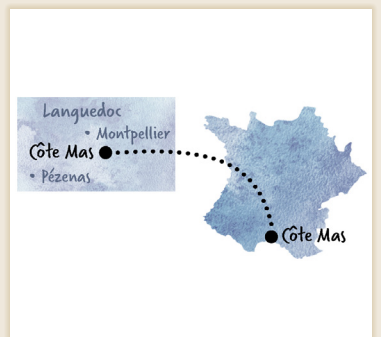 Languedoc
• Montpellier
Côte Mas
• Pézenas
Côte Mas